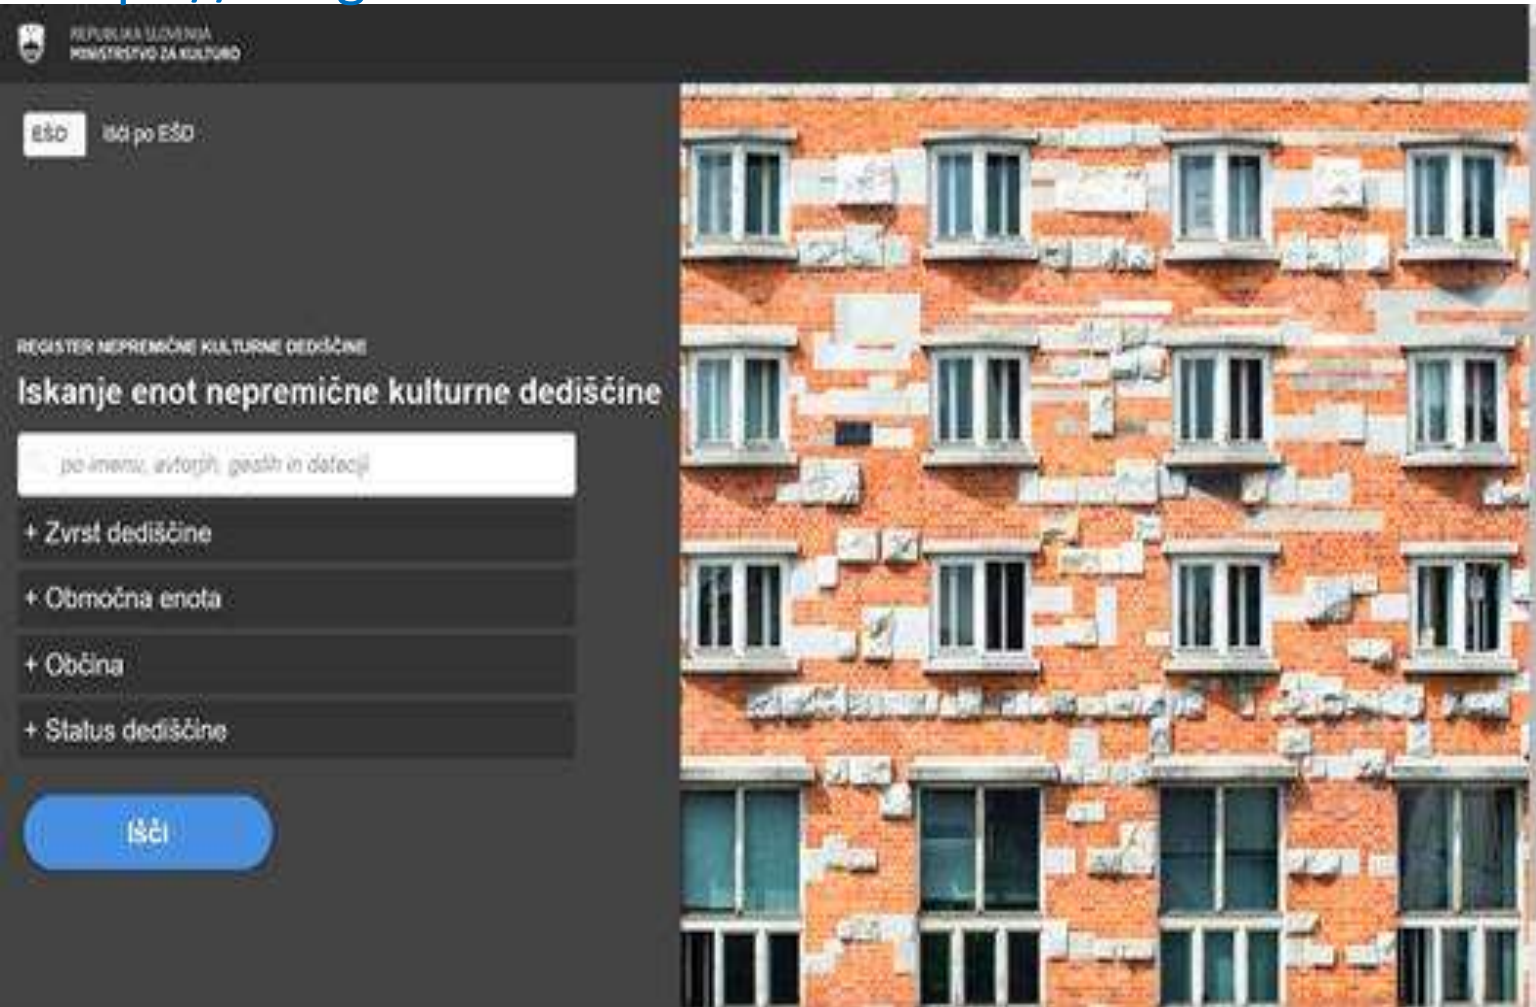 REPUBLIKA SLOVENIJA
MINISTRSTVO ZA KULTURO
EŠD Išči po EŠD
REGISTER NEPREMIČNE KULTURNE DEDIŠČINE
Iskanje enot nepremične kulturne dediščine
po imenu, avtorjih, geslih in dataciji
+ Zvrst dediščine
+ Območna enota
+ Občina
+ Status dediščine
Išči